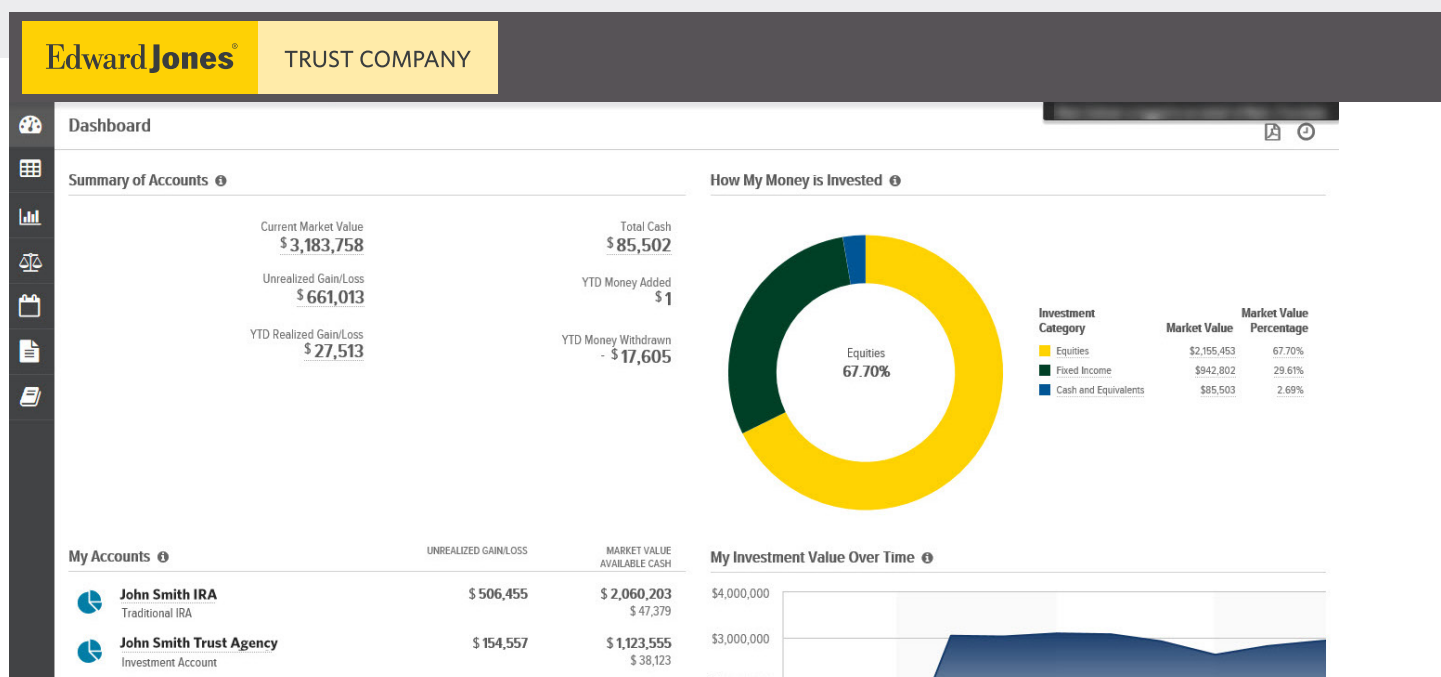 Edward Jones®
TRUST COMPANY
Dashboard
Summary of Accounts
Current Market Value
$3,183,758
Total Cash
$85,502
Unrealized Gain/Loss
$661,013
YTD Money Added
$1
YTD Realized Gain/Loss
$27,513
YTD Money Withdrawn
- $17,605
How My Money is Invested
Equities
67.70%
Investment Category Market Value Market Value Percentage
Equities $2,155,453 67.70%
Fixed Income $942,802 29.61%
Cash and Equivalents $85,503 2.69%
My Accounts UNREALIZED GAIN/LOSS MARKET VALUE
AVAILABLE CASH
John Smith IRA $506,455 $2,060,203
Traditional IRA $47,379
John Smith Trust Agency $154,557 $1,123,555
Investment Account $38,123
My Investment Value Over Time
$4,000,000
$3,000,000